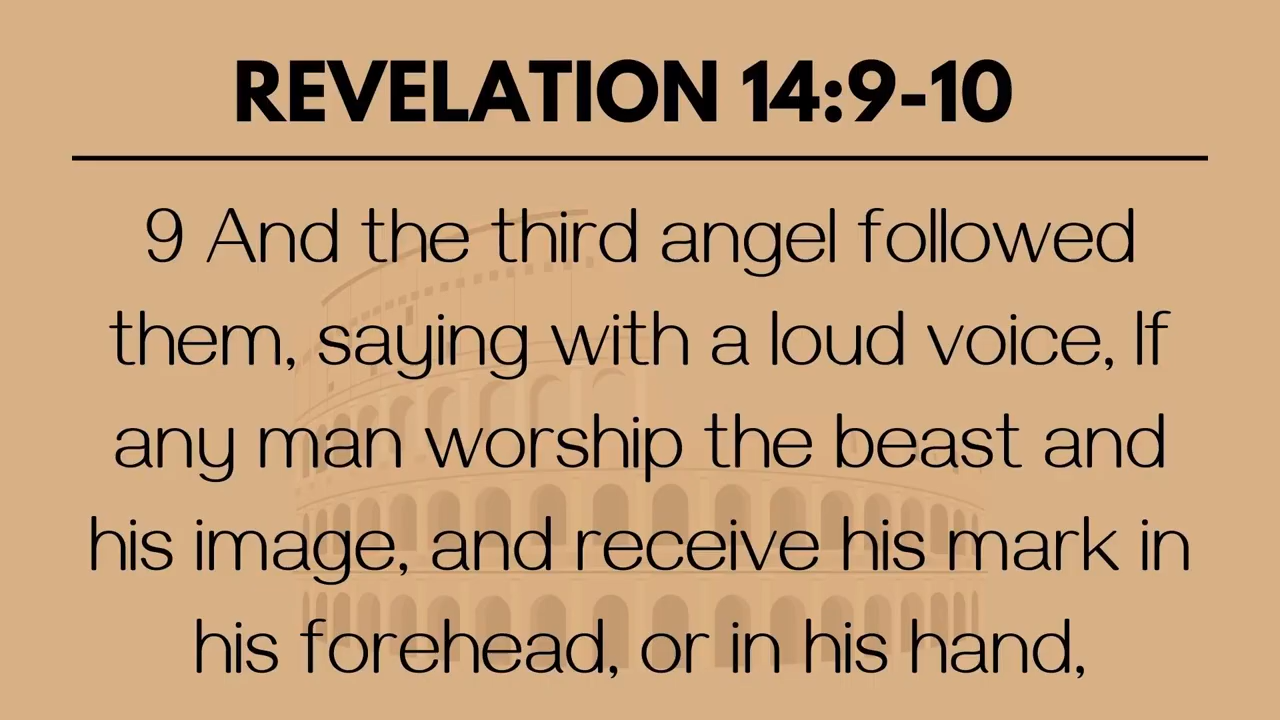 REVELATION 14:9-10
9 And the third angel followed
them, saying with a loud voice, If
any man worship the beast and
his image, and receive his mark in
his forehead, or in his hand,